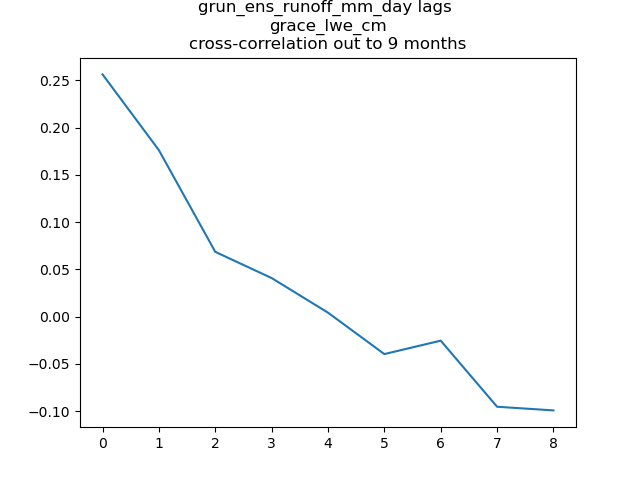 grun_ens_runoff_mm_day lags
grace_lwe_cm
cross-correlation out to 9 months
0.25
0.20
0.15
0.10
0.05
0.00
−0.05
−0.10
0 1 2 3 4 5 6 7 8